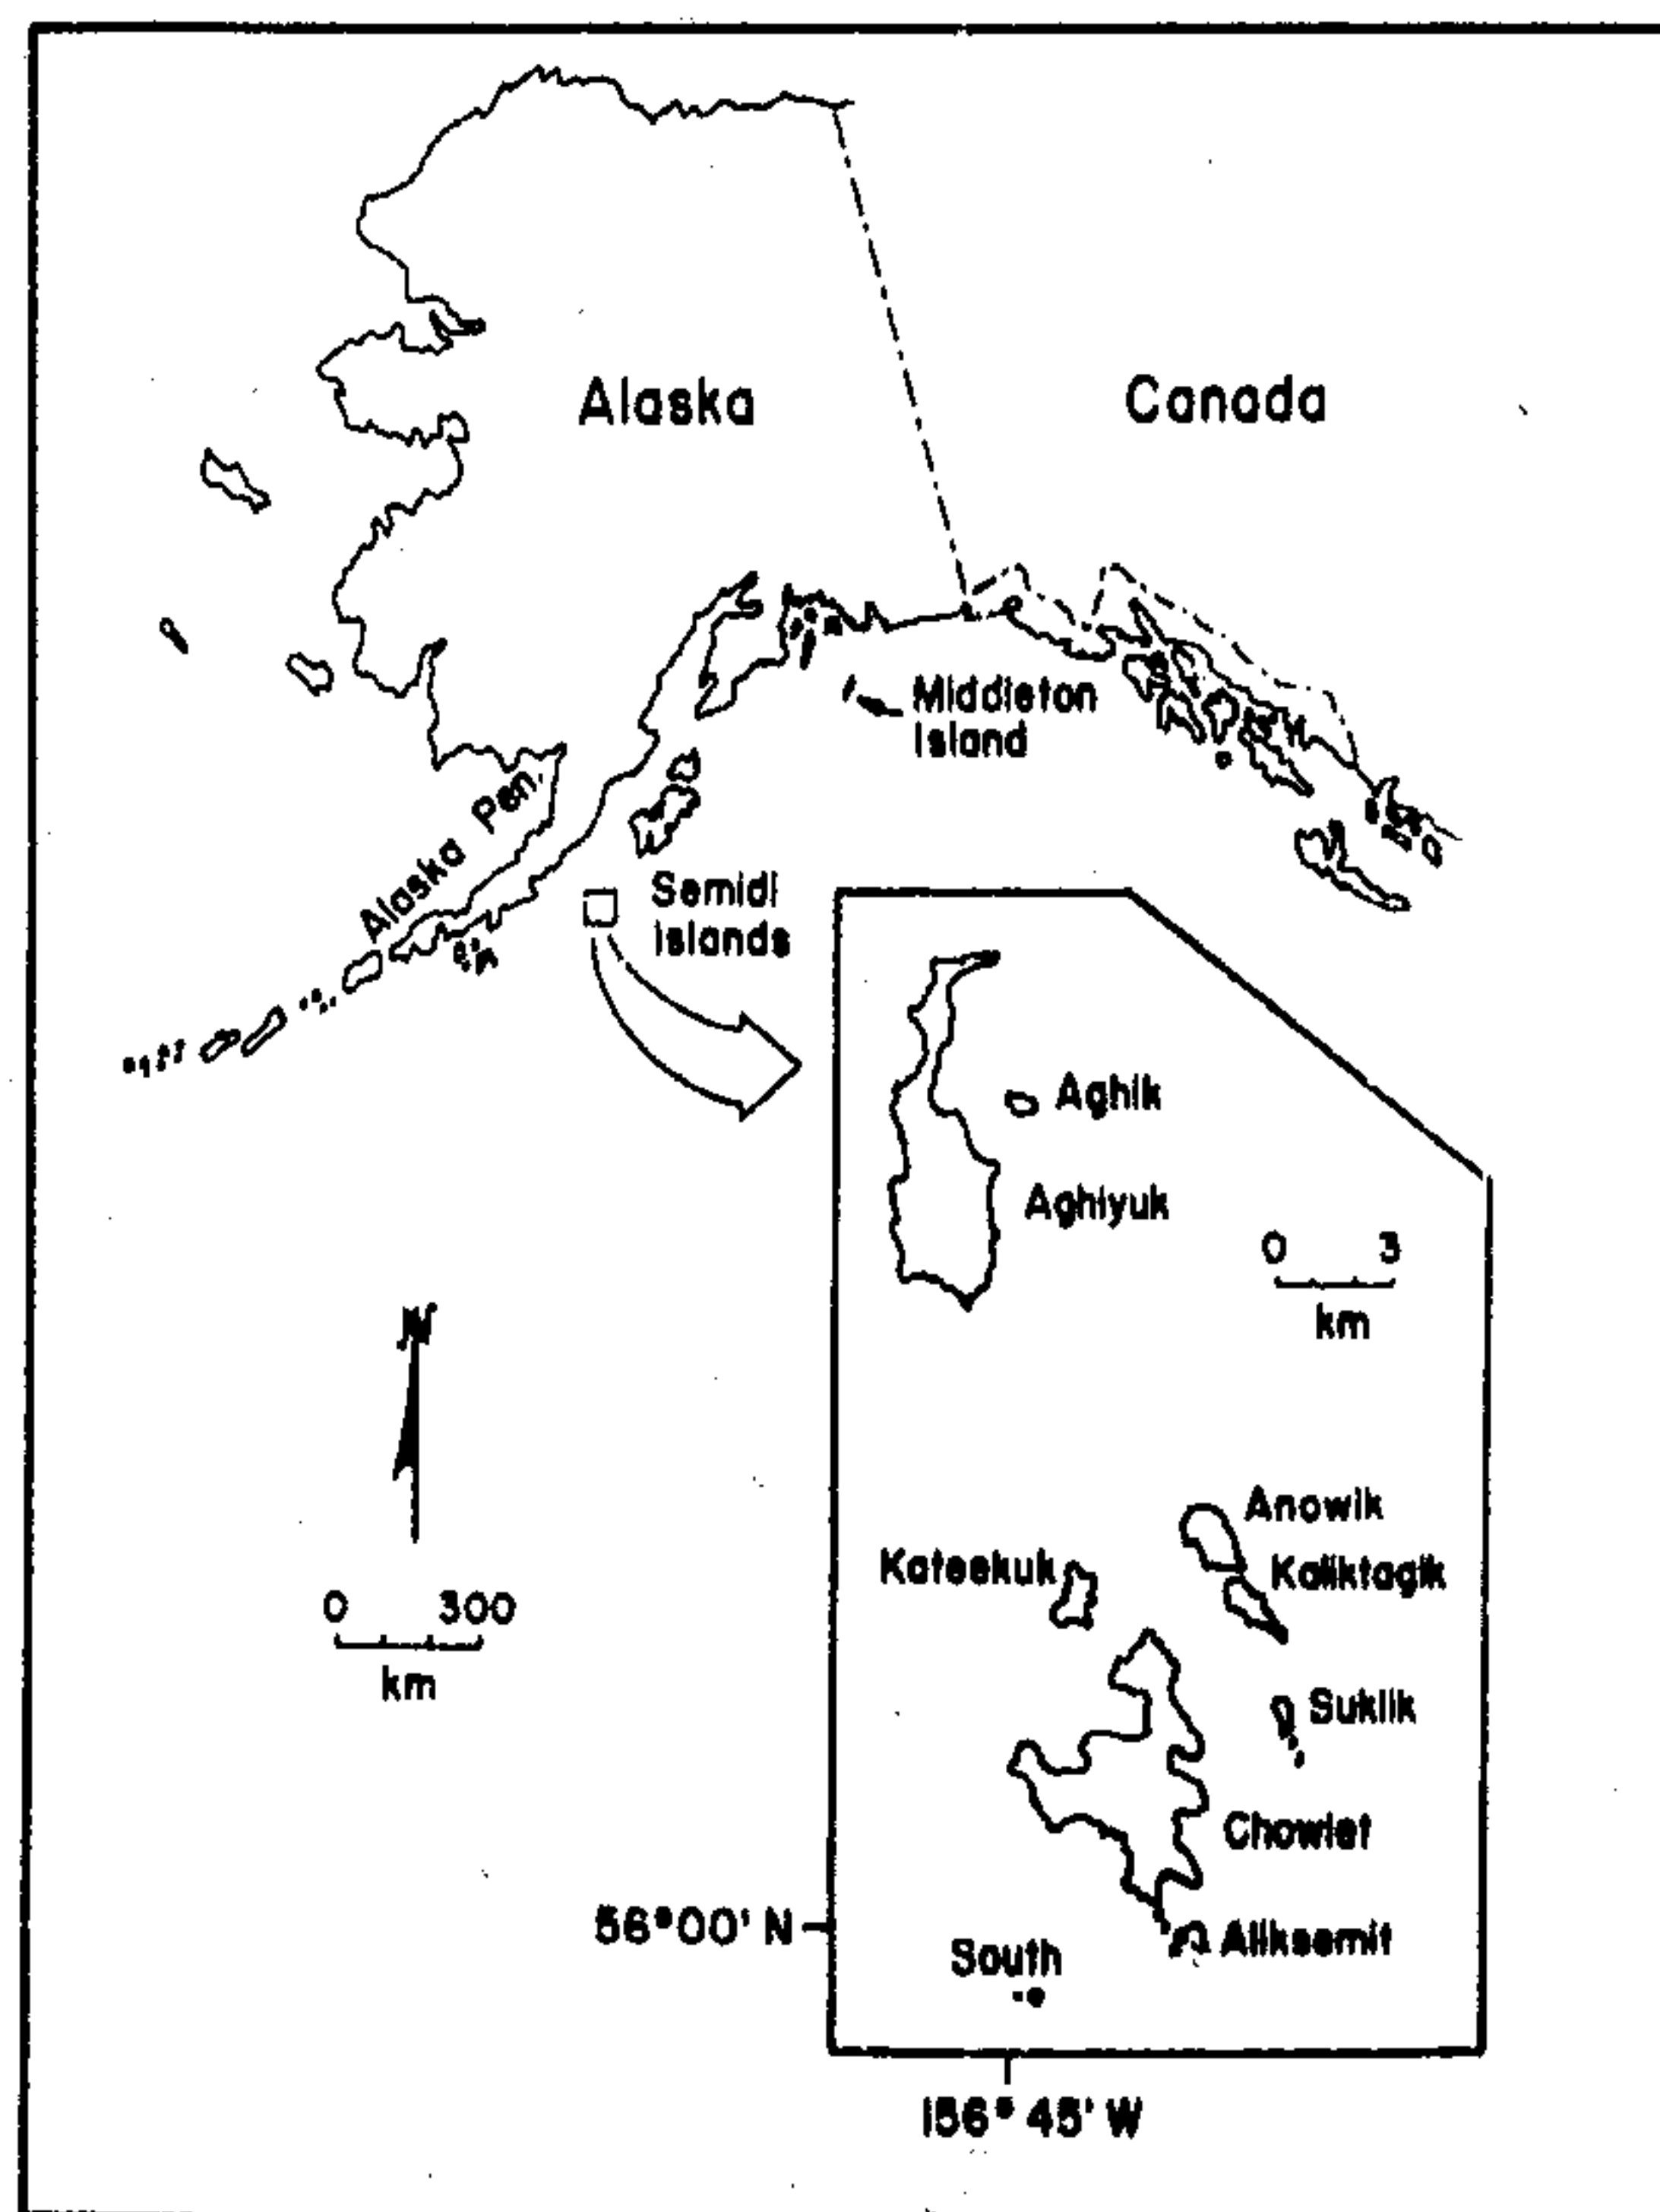 Alaska
Canada
Middleton
Island
Alaska Pen.
Semidi
Islands
Aghik
Aghiyuk
0 3
km
N
Anowik
Kateekuk
Kaliktagik
0 300
km
Suklik
Chowiet
56°00' N
Aliksemit
South
156° 45' W